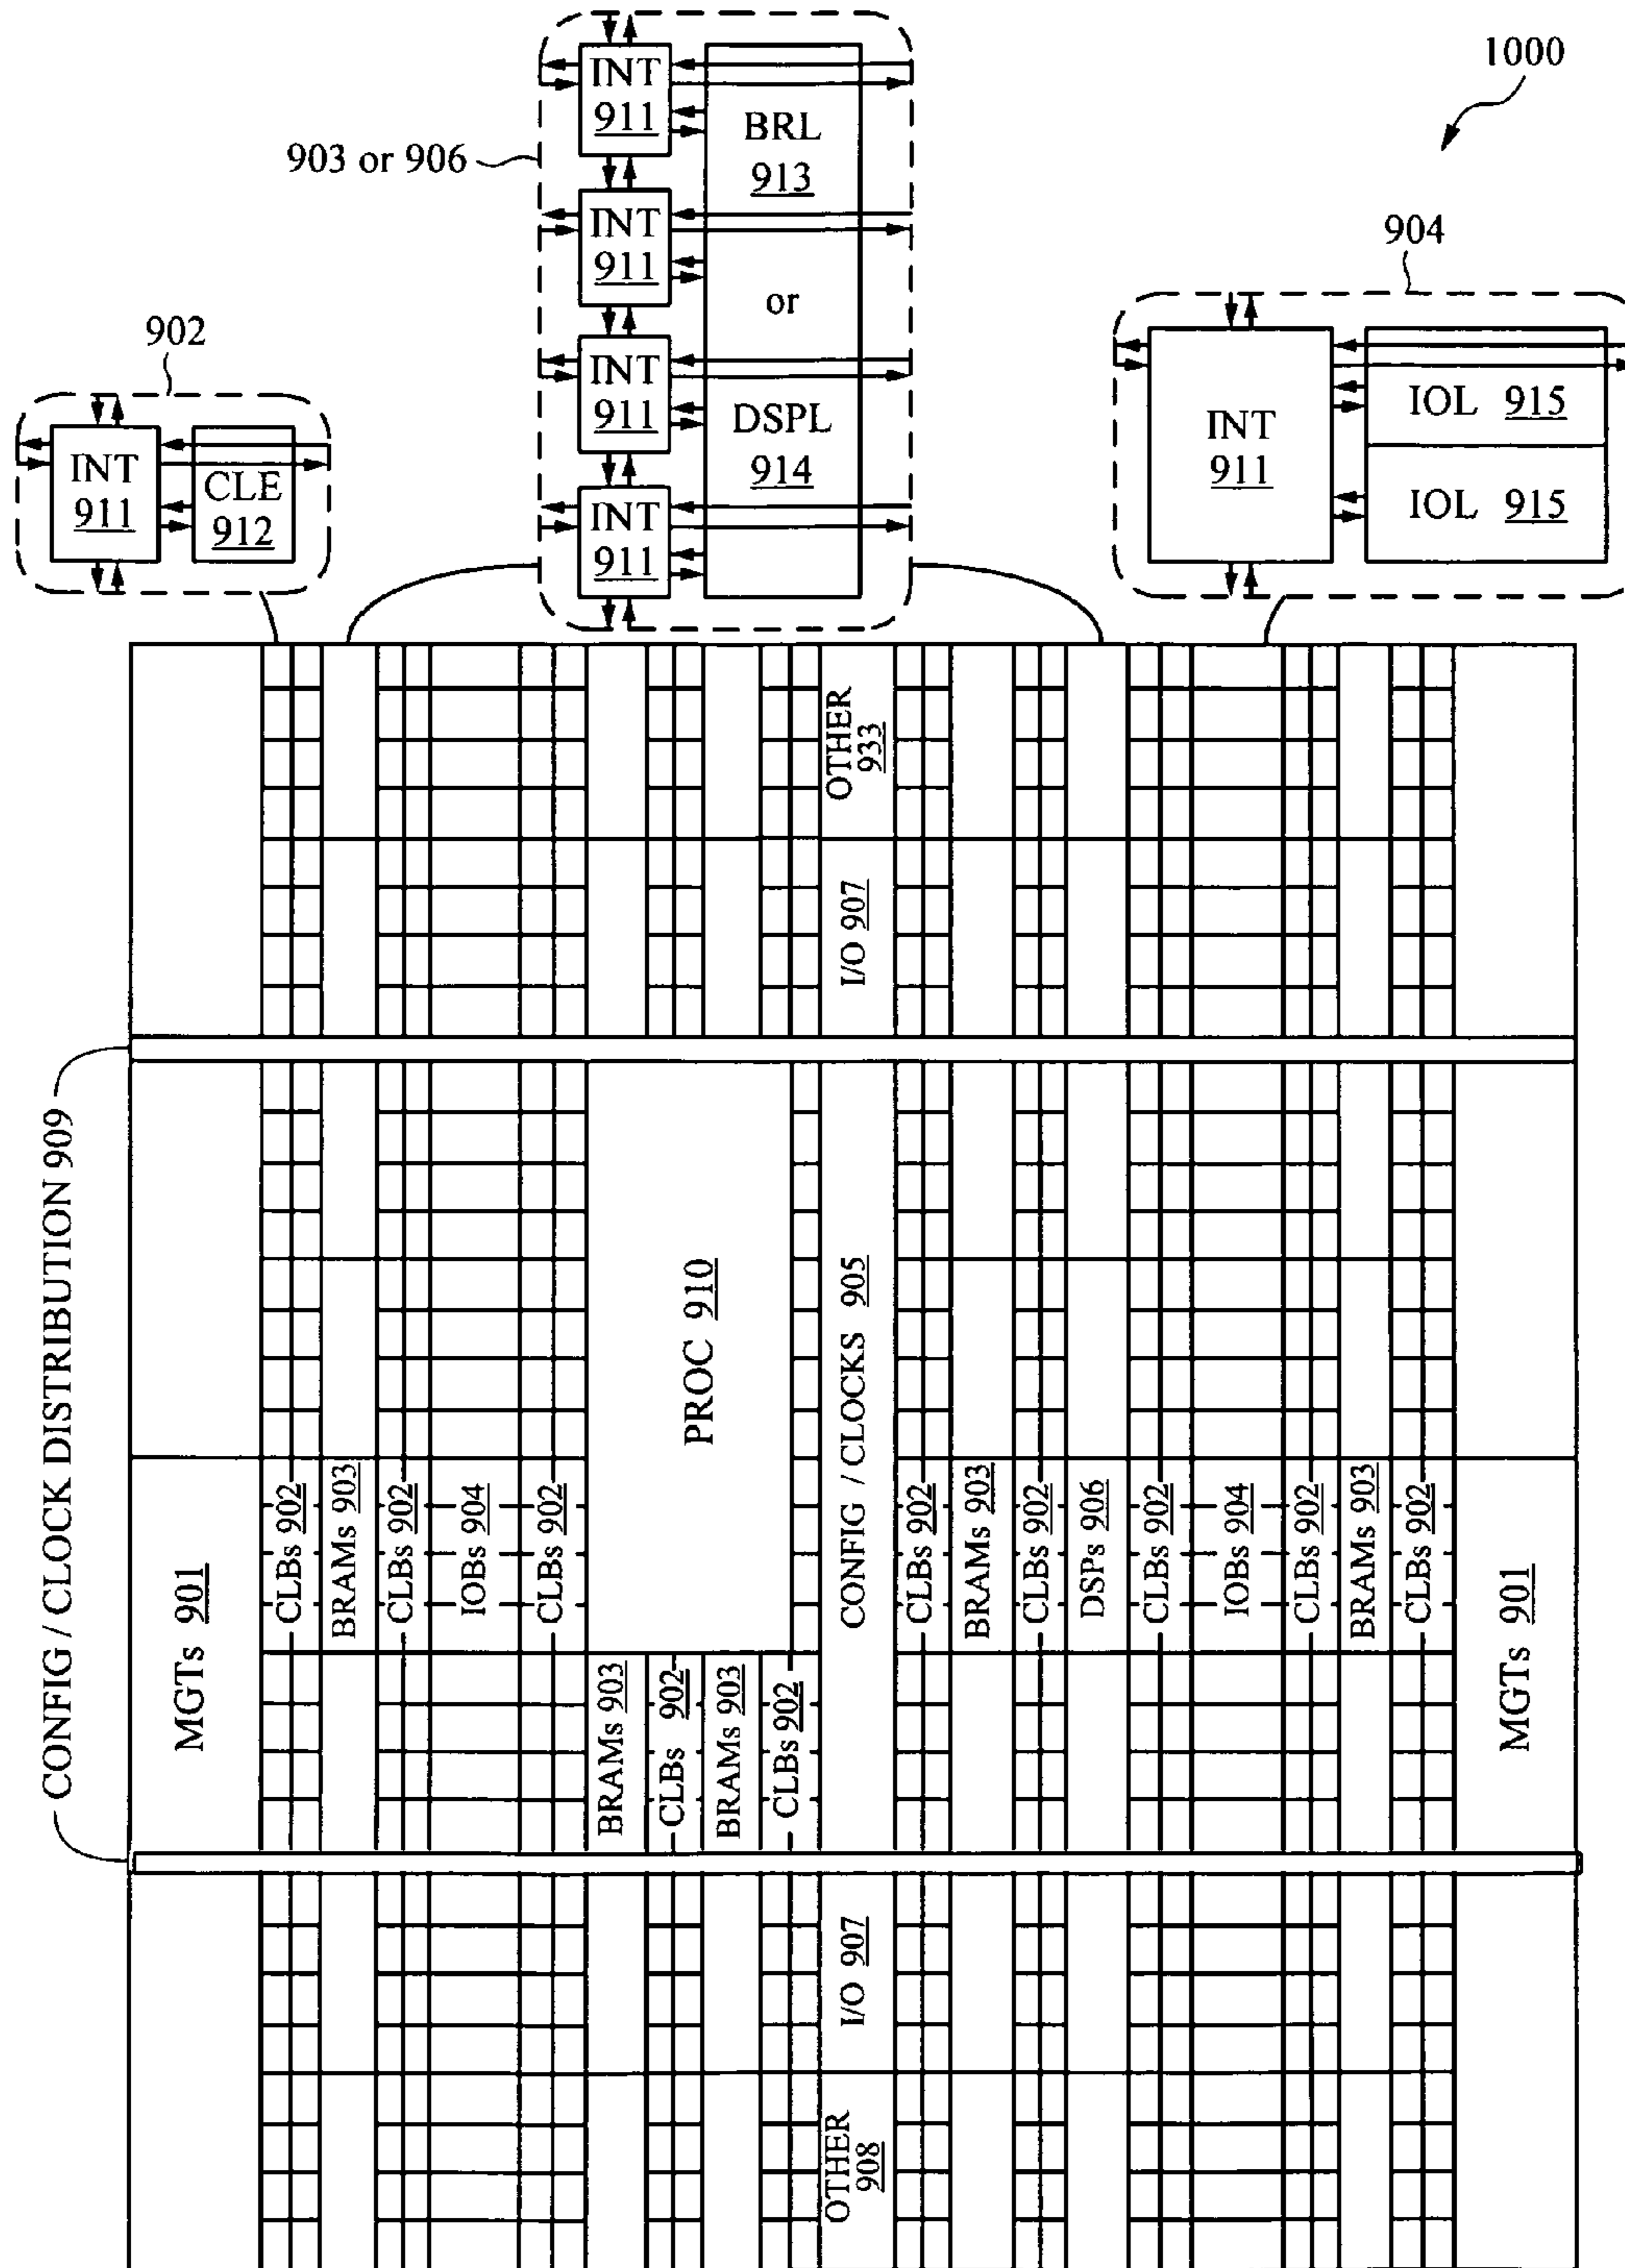 1000
903 or 906
904
902
INT
911
INT
911
INT
911
INT
911
BRL
913
or
DSPL
914
INT
911
CLE
912
INT
911
IOL 915
IOL 915
OTHER
933
I/O 907
CONFIG / CLOCK DISTRIBUTION 909
PROC 910
CONFIG / CLOCKS 905
MGTs 901
CLBs 902
BRAMs 903
CLBs 902
IOBs 904
CLBs 902
BRAMs 903
CLBs 902
BRAMs 903
CLBs 902
CLBs 902
BRAMs 903
CLBs 902
DSPs 906
CLBs 902
IOBs 904
CLBs 902
BRAMs 903
CLBs 902
MGTs 901
I/O 907
OTHER
908